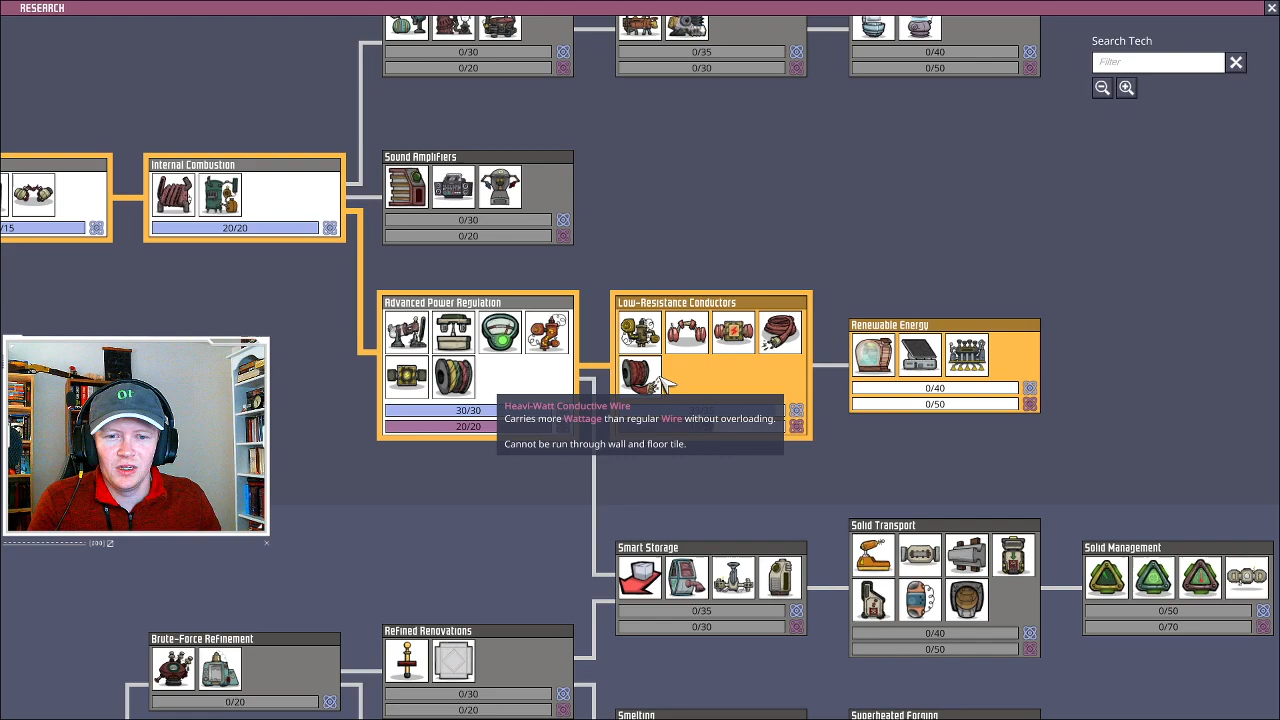 RESEARCH
0/30
0/20
0/35
0/30
0/40
0/50
Search Tech
Filter
Internal Combustion
/15
20/20
Sound Amplifiers
0/30
0/20
Advanced Power Regulation
30/30
20/20
Low-Resistance Conductors
Heavi-Watt Conductive Wire
Carries more Wattage than regular Wire without overloading.
Cannot be run through wall and floor tile.
Renewable Energy
0/40
0/50
Smart Storage
0/35
0/30
Solid Transport
0/40
0/50
Solid Management
0/50
0/70
Brute-Force Refinement
0/20
Refined Renovations
0/30
0/20
Smelting
Superheated Forging
Ot